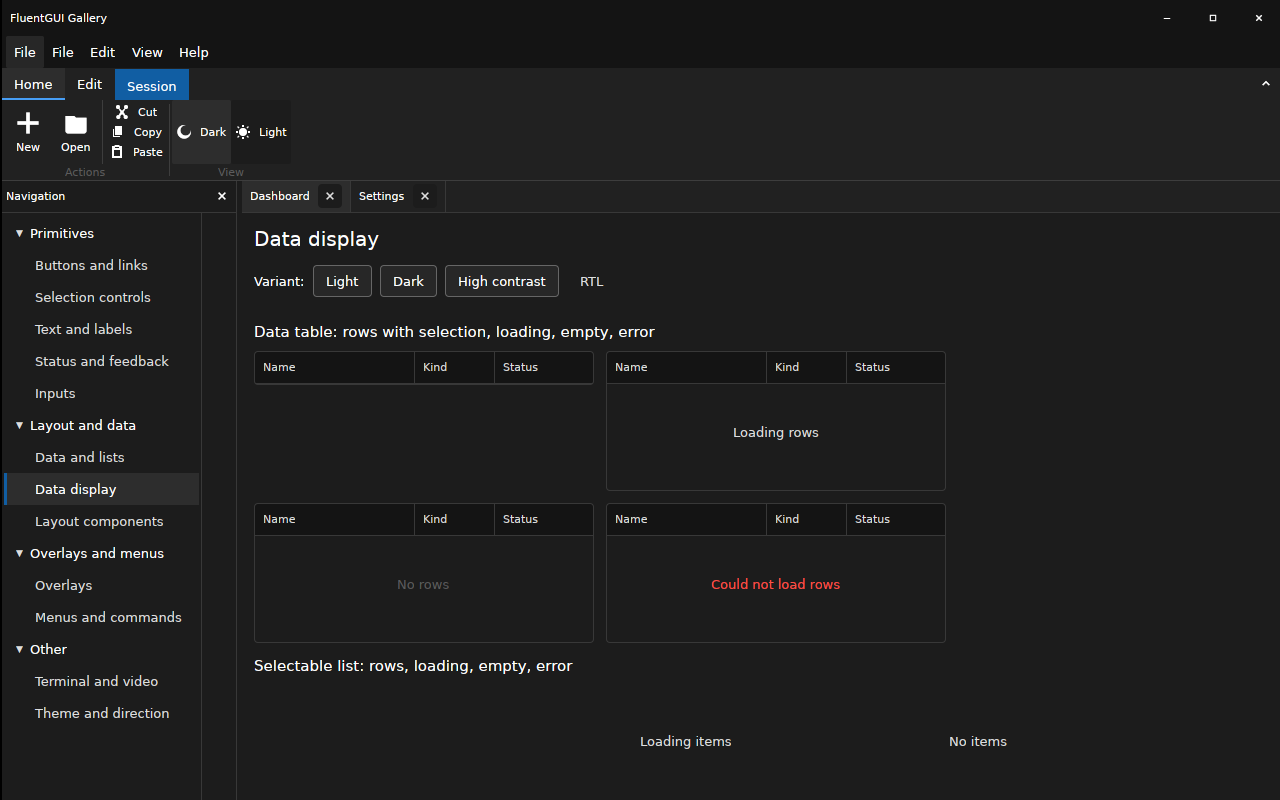 FluentGUI Gallery
File File Edit View Help
Home Edit Session
New Open Cut Copy Paste Dark Light
Actions View
Navigation
Dashboard Settings
Primitives
Buttons and links
Selection controls
Text and labels
Status and feedback
Inputs
Layout and data
Data and lists
Data display
Layout components
Overlays and menus
Overlays
Menus and commands
Other
Terminal and video
Theme and direction
Data display
Variant: Light Dark High contrast RTL
Data table: rows with selection, loading, empty, error
Name Kind Status
Name Kind Status
Loading rows
Name Kind Status
No rows
Name Kind Status
Could not load rows
Selectable list: rows, loading, empty, error
Loading items
No items